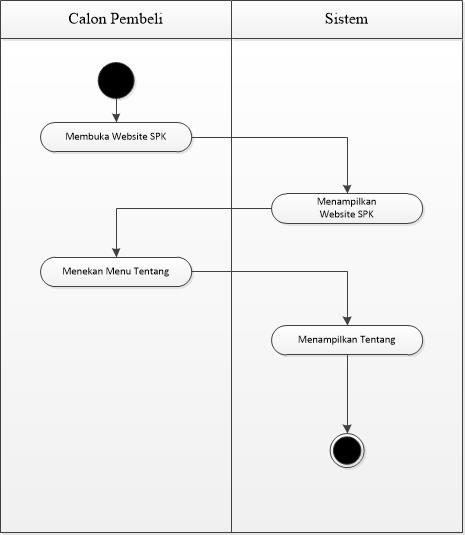 Calon Pembeli
Sistem
Membuka Website SPK
Menampilkan
Website SPK
Menekan Menu Tentang
Menampilkan Tentang